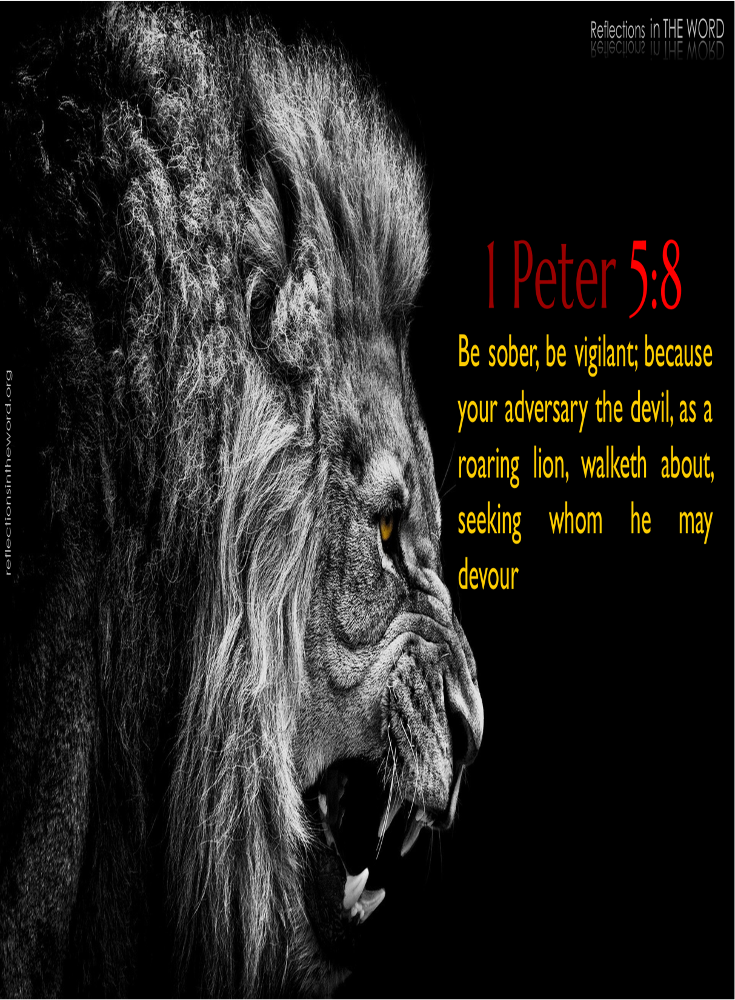 Reflections in THE WORD
1 Peter 5:8
Be sober, be vigilant; because
your adversary the devil, as a
roaring lion, walketh about,
seeking whom he may
devour
reflectionsintheword.org